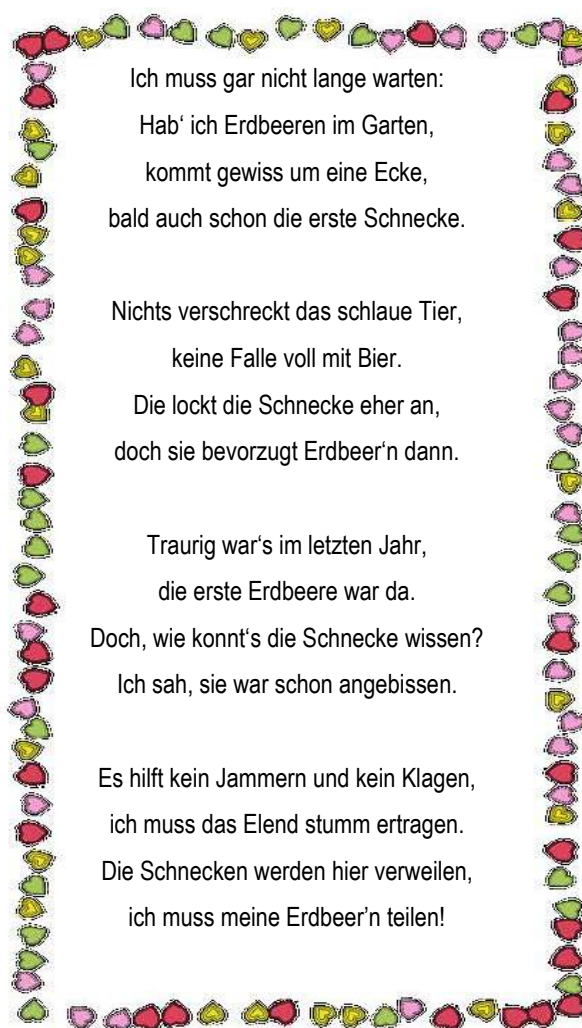 Ich muss gar nicht lange warten:
Hab‘ ich Erdbeeren im Garten,
kommt gewiss um eine Ecke,
bald auch schon die erste Schnecke.

Nichts verschreckt das schlaue Tier,
keine Falle voll mit Bier.
Die lockt die Schnecke eher an,
doch sie bevorzugt Erdbeer‘n dann.

Traurig war‘s im letzten Jahr,
die erste Erdbeere war da.
Doch, wie konnt‘s die Schnecke wissen?
Ich sah, sie war schon angebissen.

Es hilft kein Jammern und kein Klagen,
ich muss das Elend stumm ertragen.
Die Schnecken werden hier verweilen,
ich muss meine Erdbeer’n teilen!